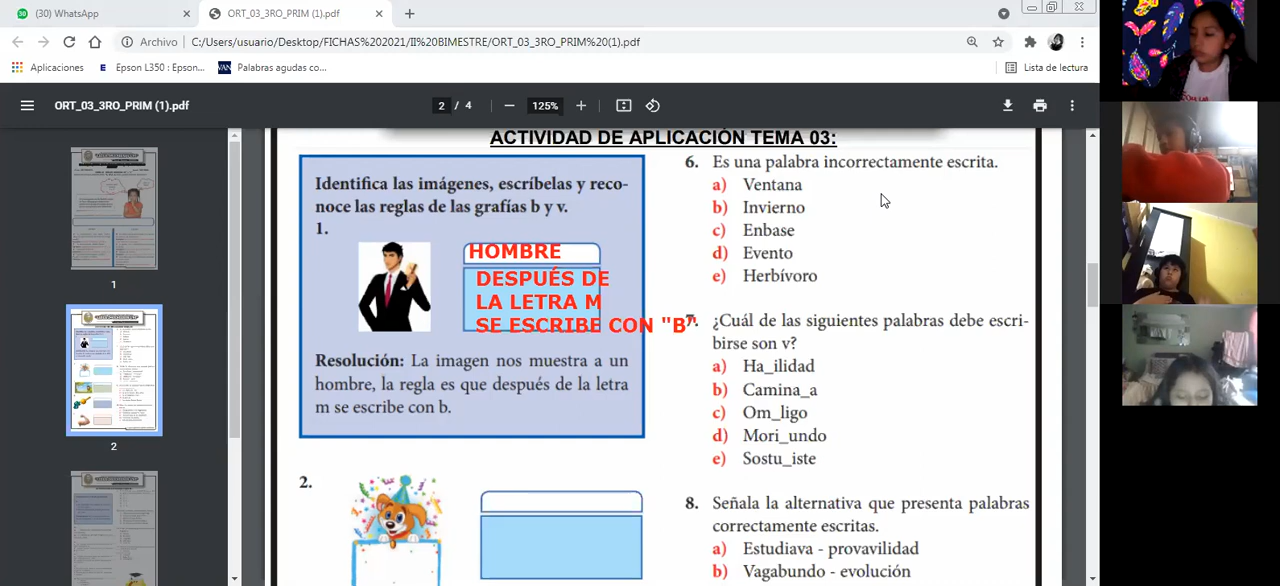 (30) WhatsApp
ORT_03_3RO_PRIM (1).pdf
Archivo
C:/Users/usuario/Desktop/FICHAS%202021/II%20BIMESTRE/ORT_03_3RO_PRIM%20(1).pdf
Aplicaciones
Epson L350 : Epson...
Palabras agudas co...
Lista de lectura
ORT_03_3RO_PRIM (1).pdf
2 / 4
125%
1
2
ACTIVIDAD DE APLICACIÓN TEMA 03:
Identifica las imágenes, escríbelas y reco-
noce las reglas de las grafías b y v.
1.
HOMBRE
DESPUÉS DE
LA LETRA M
SE ESCRIBE CON "B"
Resolución: La imagen nos muestra a un
hombre, la regla es que después de la letra
m se escribe con b.
2.
6. Es una palabra incorrectamente escrita.
a) Ventana
b) Invierno
c) Enbase
d) Evento
e) Herbívoro
7. ¿Cuál de las siguientes palabras debe escri-
birse son v?
a) Ha_ilidad
b) Camina_a
c) Om_ligo
d) Mori_undo
e) Sostu_iste
8. Señala la alternativa que presenta palabras
correctamente escritas.
a) Estudiava - provavilidad
b) Vagabundo - evolución